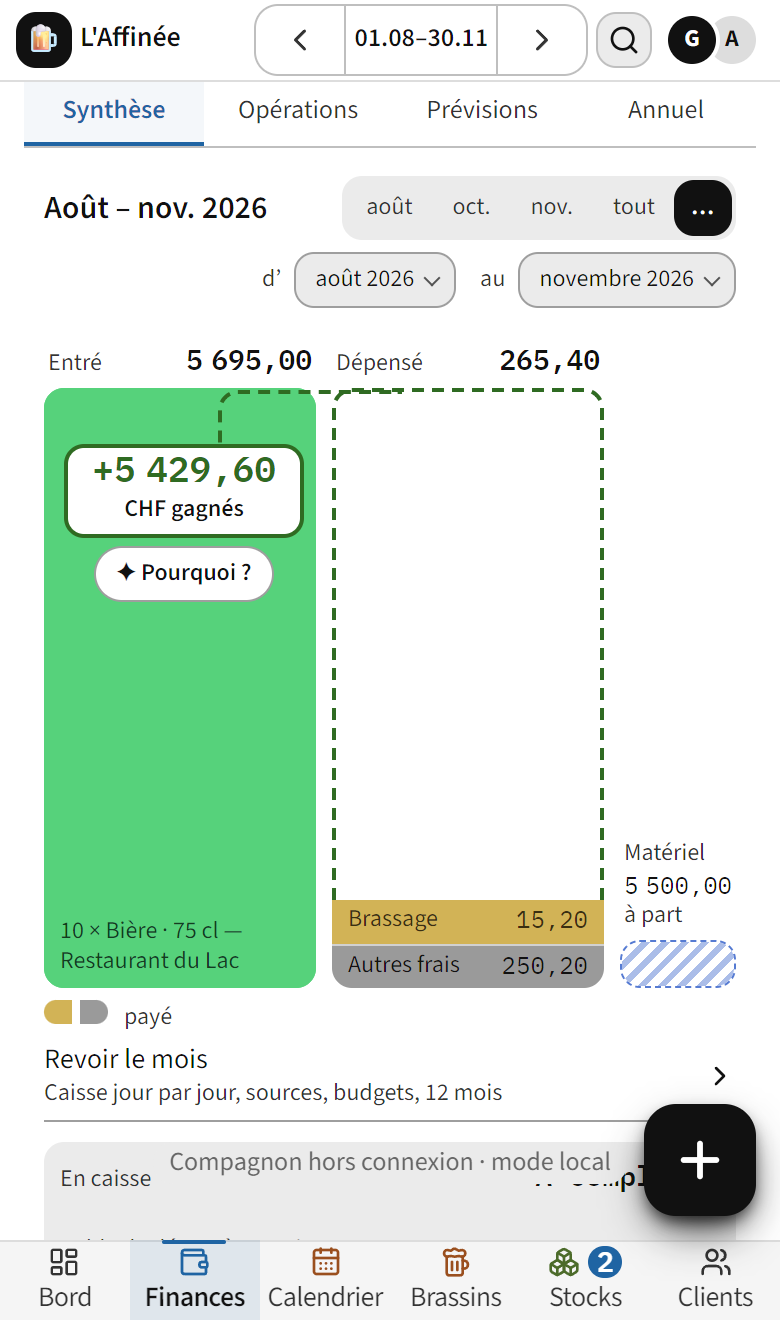 L'Affinée
01.08–30.11
G
A
Synthèse
Opérations
Prévisions
Annuel
Août – nov. 2026
août
oct.
nov.
tout
...
d’
août 2026
au
novembre 2026
Entré
5 695,00
Dépensé
265,40
+5 429,60
CHF gagnés
✦ Pourquoi ?
10 × Bière · 75 cl —
Restaurant du Lac
Brassage
15,20
Autres frais
250,20
Matériel
5 500,00
à part
payé
Revoir le mois
Caisse jour par jour, sources, budgets, 12 mois
En caisse
Compagnon hors connexion · mode local
Bord
Finances
Calendrier
Brassins
2
Stocks
Clients